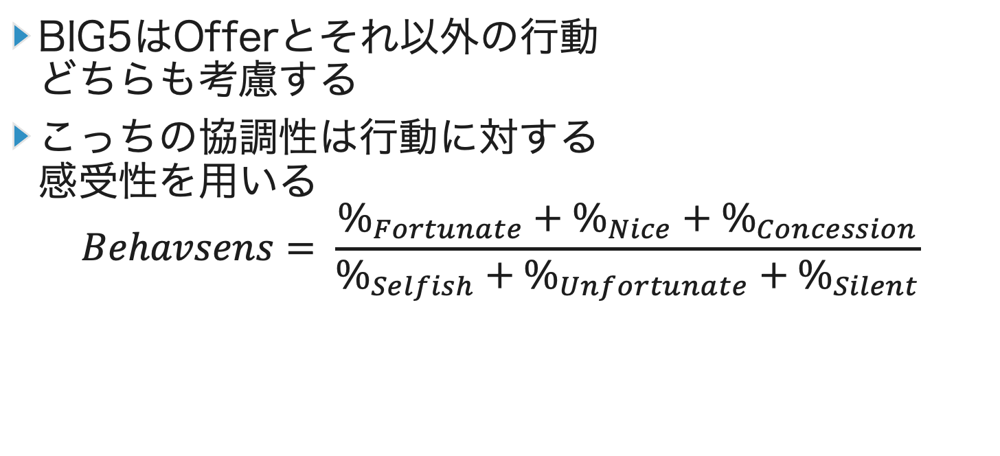 BIG5はOfferとそれ以外の行動
どちらも考慮する
こっちの協調性は行動に対する
感受性を用いる
%Fortunate + %Nice + %Concession
Behavsens =
%Selfish + %Unfortunate + %Silent